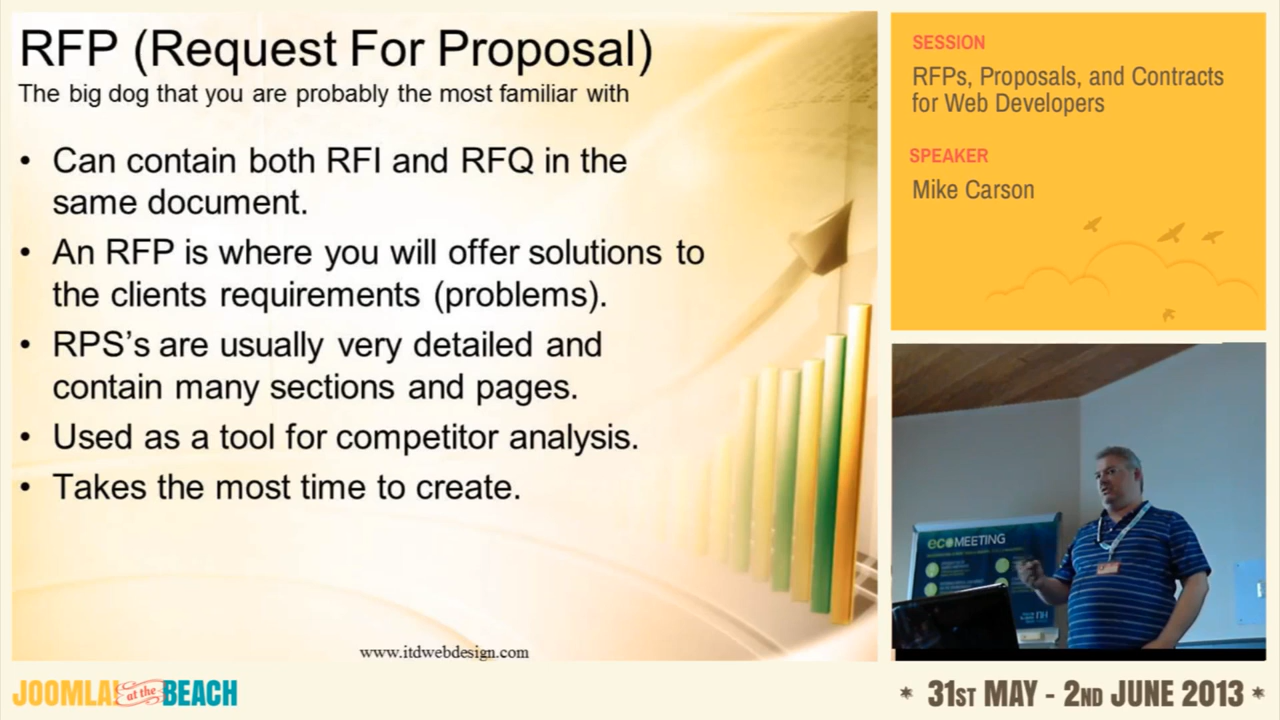 RFP (Request For Proposal)
The big dog that you are probably the most familiar with
• Can contain both RFI and RFQ in the
same document.
• An RFP is where you will offer solutions to
the clients requirements (problems).
• RPS’s are usually very detailed and
contain many sections and pages.
• Used as a tool for competitor analysis.
• Takes the most time to create.
www.itdwebdesign.com
SESSION
RFPs, Proposals, and Contracts
for Web Developers
SPEAKER
Mike Carson
ecoMEETING
JOOMLA! at the BEACH
* 31ST MAY - 2ND JUNE 2013 *